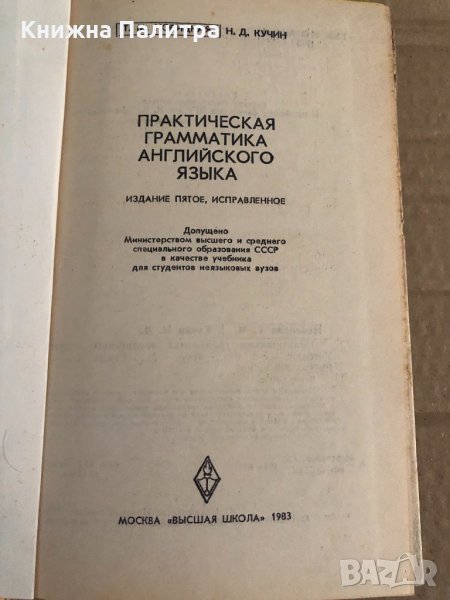 Книжна Палитра
Н. Д. КУЧИН
ПРАКТИЧЕСКАЯ
ГРАММАТИКА
АНГЛИЙСКОГО
ЯЗЫКА
ИЗДАНИЕ ПЯТОЕ, ИСПРАВЛЕННОЕ
Допущено
Министерством высшего и среднего
специального образования СССР
в качестве учебника
для студентов неязыковых вузов
МОСКВА «ВЫСШАЯ ШКОЛА» 1983
BAZAR